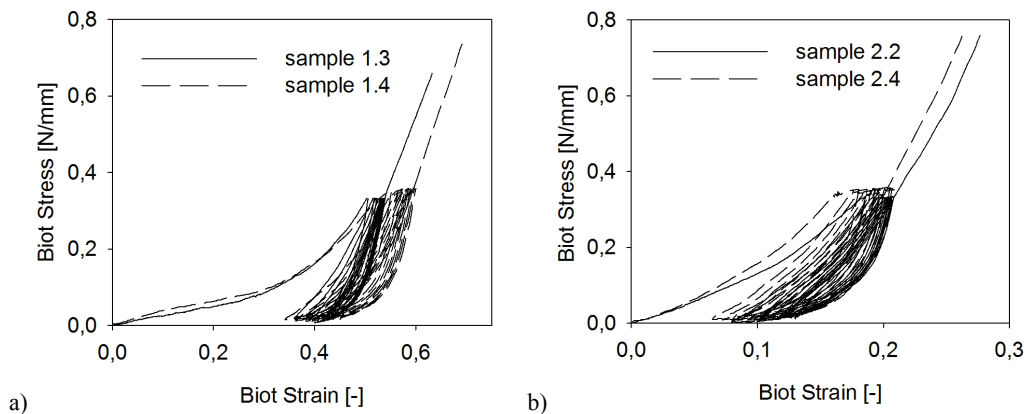 0,8
sample 1.3
sample 1.4
0,6
0,4
0,2
0,0
Biot Stress [N/mm]
0,0 0,2 0,4 0,6
Biot Strain [-]
a)
0,8
sample 2.2
sample 2.4
0,6
0,4
0,2
0,0
Biot Stress [N/mm]
0,0 0,1 0,2 0,3
Biot Strain [-]
b)